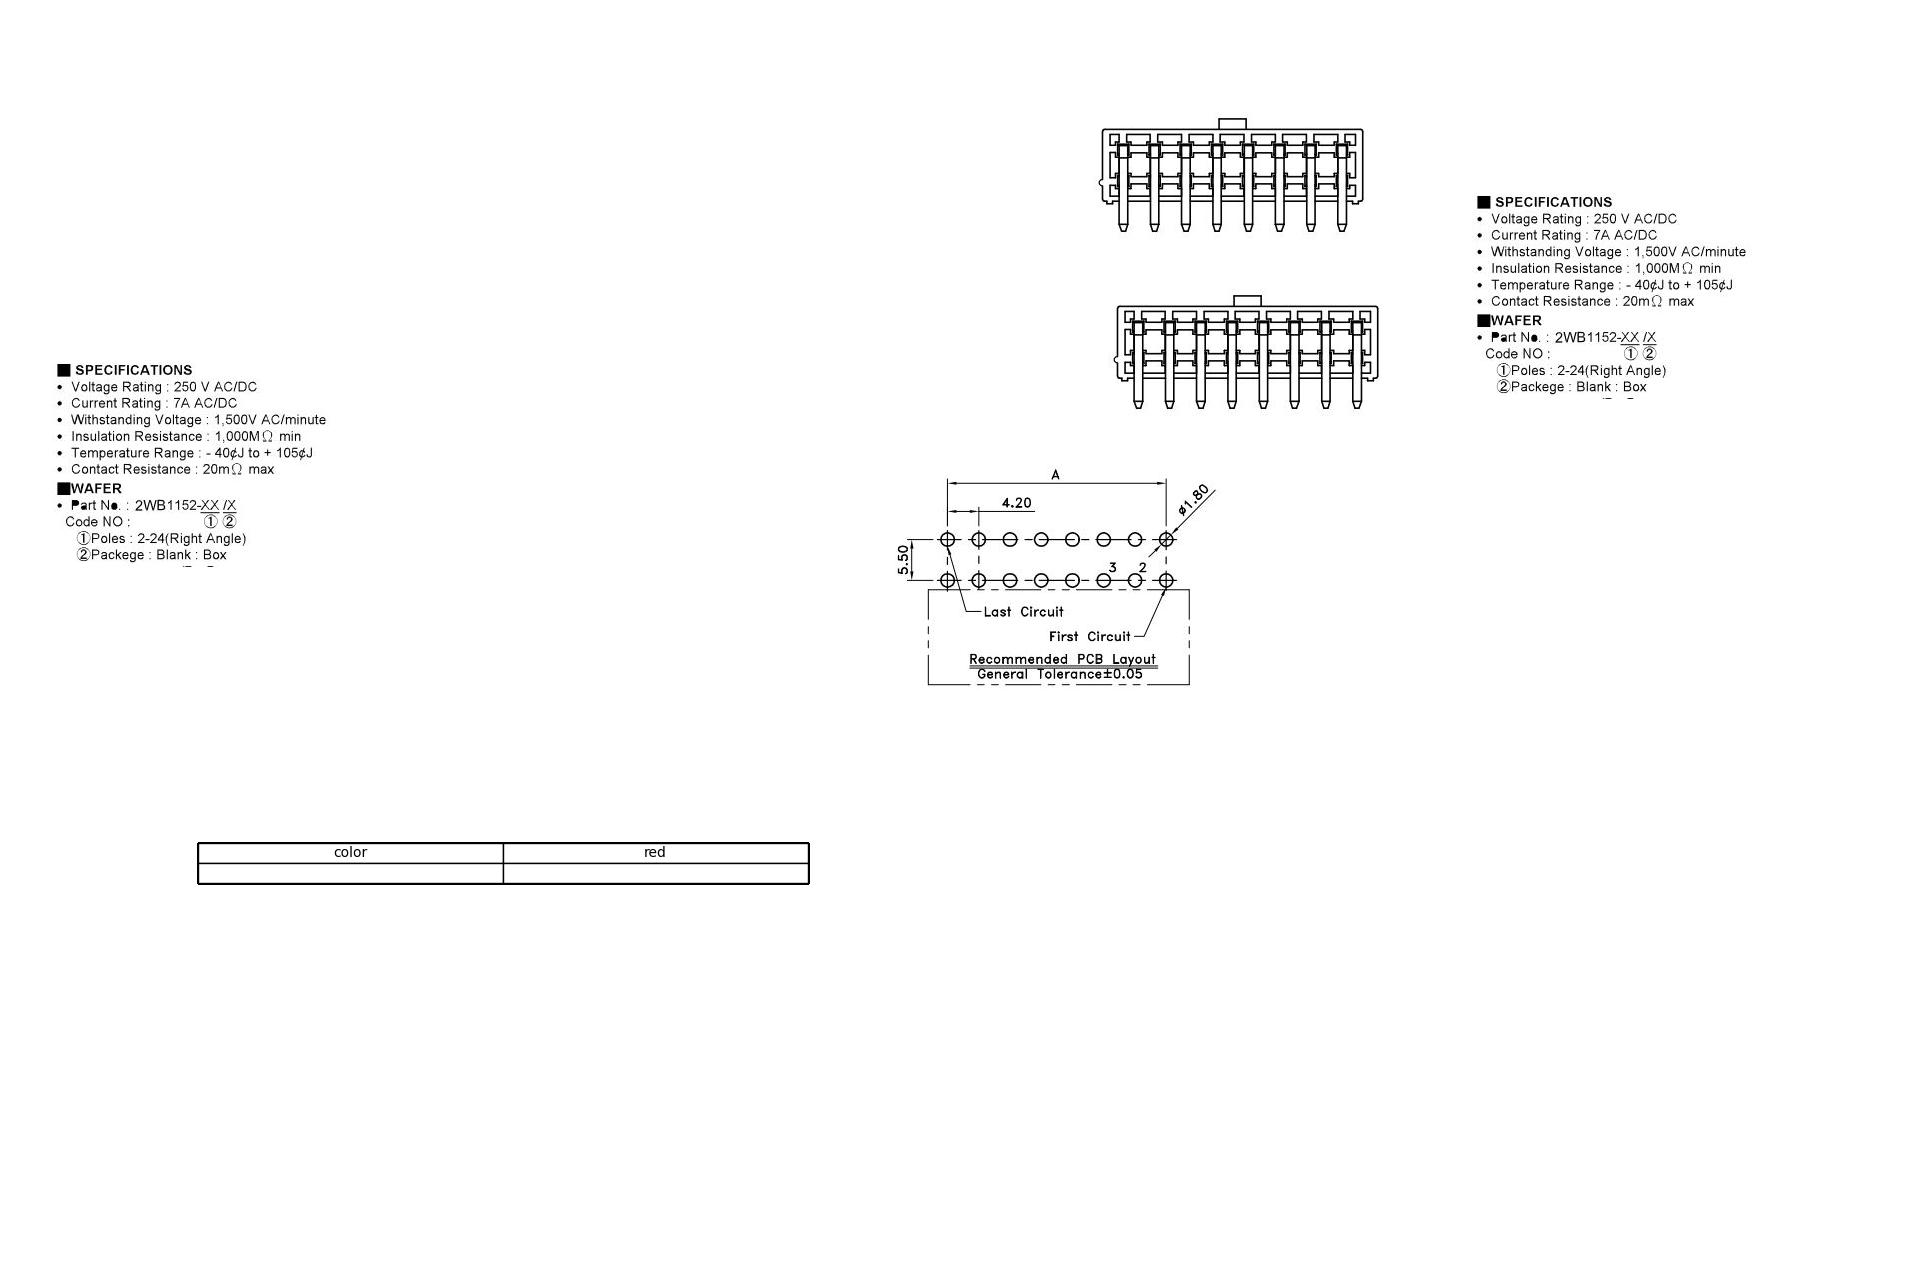 ■ SPECIFICATIONS
• Voltage Rating : 250 V AC/DC
• Current Rating : 7A AC/DC
• Withstanding Voltage : 1,500V AC/minute
• Insulation Resistance : 1,000MΩ min
• Temperature Range : - 40¢J to + 105¢J
• Contact Resistance : 20mΩ max
■WAFER
• Part No. : 2WB1152-XX /X
Code NO : ① ②
①Poles : 2-24(Right Angle)
②Packege : Blank : Box
■ SPECIFICATIONS
• Voltage Rating : 250 V AC/DC
• Current Rating : 7A AC/DC
• Withstanding Voltage : 1,500V AC/minute
• Insulation Resistance : 1,000MΩ min
• Temperature Range : - 40¢J to + 105¢J
• Contact Resistance : 20mΩ max
■WAFER
• Part No. : 2WB1152-XX /X
Code NO : ① ②
①Poles : 2-24(Right Angle)
②Packege : Blank : Box
A
4.20
ø1.80
5.50
3 2
Last Circuit
First Circuit
Recommended PCB Layout
General Tolerance±0.05
color red